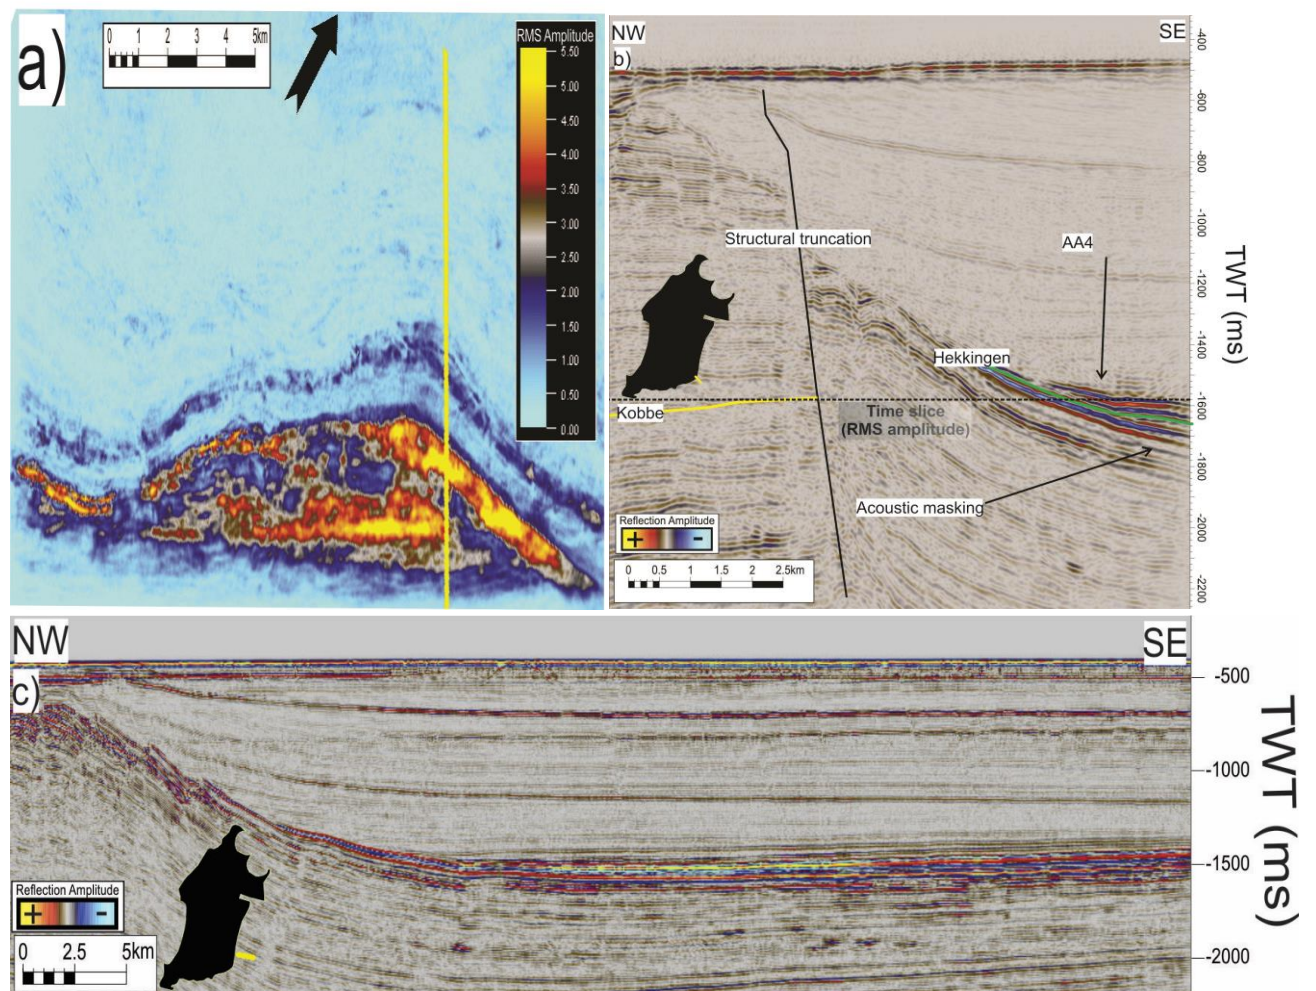 a)
0 1 2 3 4 5km
RMS Amplitude
5.50
5.00
4.50
4.00
3.50
3.00
2.50
2.00
1.50
1.00
0.50
0.00
NW
SE
b)
-400
-600
-800
-1000
-1200
-1400
-1600
-1800
-2000
-2200
TWT (ms)
Structural truncation
AA4
Hekkingen
Kobbe
Time slice
(RMS amplitude)
Acoustic masking
Reflection Amplitude
+ -
0 0.5 1 1.5 2 2.5km
NW
SE
c)
-500
-1000
-1500
-2000
TWT (ms)
Reflection Amplitude
+ -
0 2.5 5km